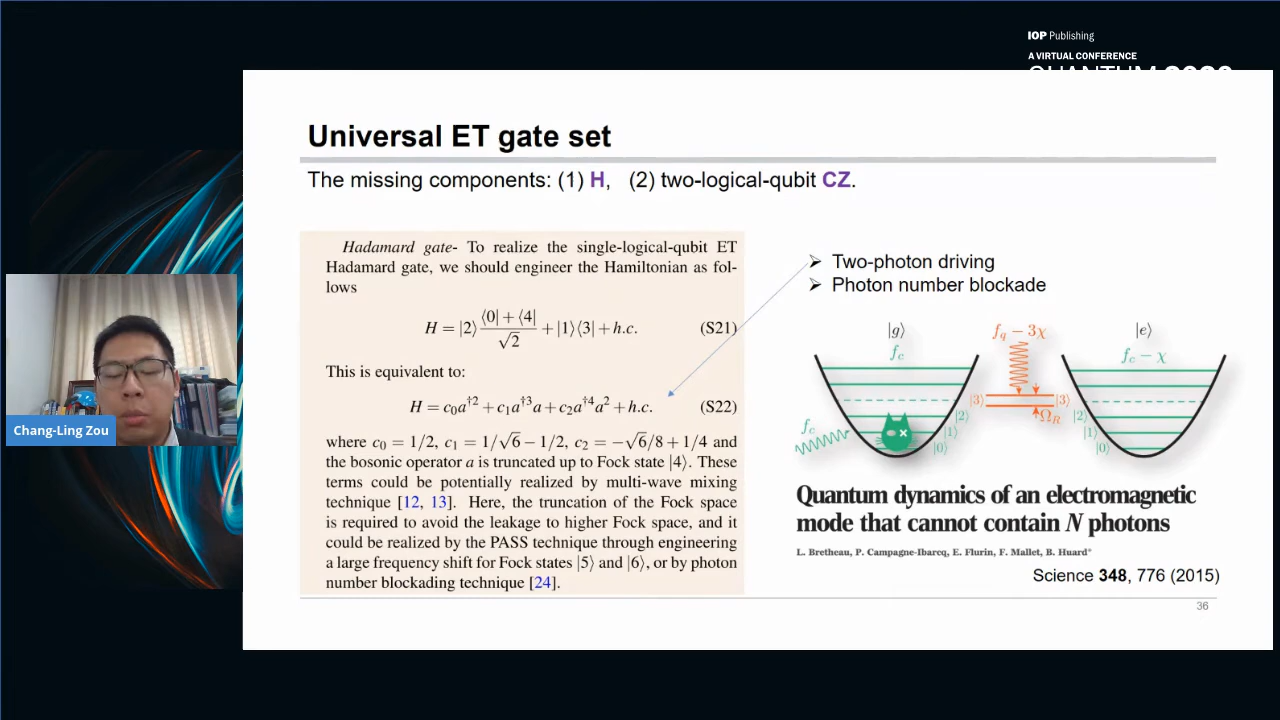 IOP Publishing
A VIRTUAL CONFERENCE
Universal ET gate set
The missing components: (1) H, (2) two-logical-qubit CZ.
Hadamard gate- To realize the single-logical-qubit ET
Hadamard gate, we should engineer the Hamiltonian as fol-
lows
H = |2⟩ (⟨0| + ⟨4|)/√2 + |1⟩⟨3| + h.c. (S21)
This is equivalent to:
H = c₀a†² + c₁a†³a + c₂a†⁴a² + h.c. (S22)
where c₀ = 1/2, c₁ = 1/√6 − 1/2, c₂ = −√6/8 + 1/4 and
the bosonic operator a is truncated up to Fock state |4⟩. These
terms could be potentially realized by multi-wave mixing
technique [12, 13]. Here, the truncation of the Fock space
is required to avoid the leakage to higher Fock space, and it
could be realized by the PASS technique through engineering
a large frequency shift for Fock states |5⟩ and |6⟩, or by photon
number blockading technique [24].
➢ Two-photon driving
➢ Photon number blockade
|g⟩
f_c
f_q − 3χ
|e⟩
f_c − χ
|3⟩
|3⟩
Ω_R
f_c
|2⟩
|1⟩
|0⟩
|2⟩
|1⟩
|0⟩
Quantum dynamics of an electromagnetic
mode that cannot contain N photons
L. Bretheau, P. Campagne-Ibarcq, E. Flurin, F. Mallet, B. Huard*
Science 348, 776 (2015)
36
Chang-Ling Zou